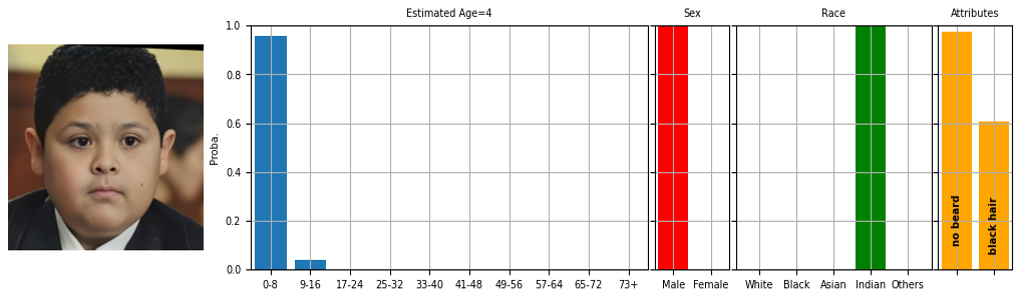 Estimated Age=4
Sex
Race
Attributes
Proba.
1.0
0.8
0.6
0.4
0.2
0.0
no beard
black hair
0-8 9-16 17-24 25-32 33-40 41-48 49-56 57-64 65-72 73+
Male Female
White Black Asian Indian Others